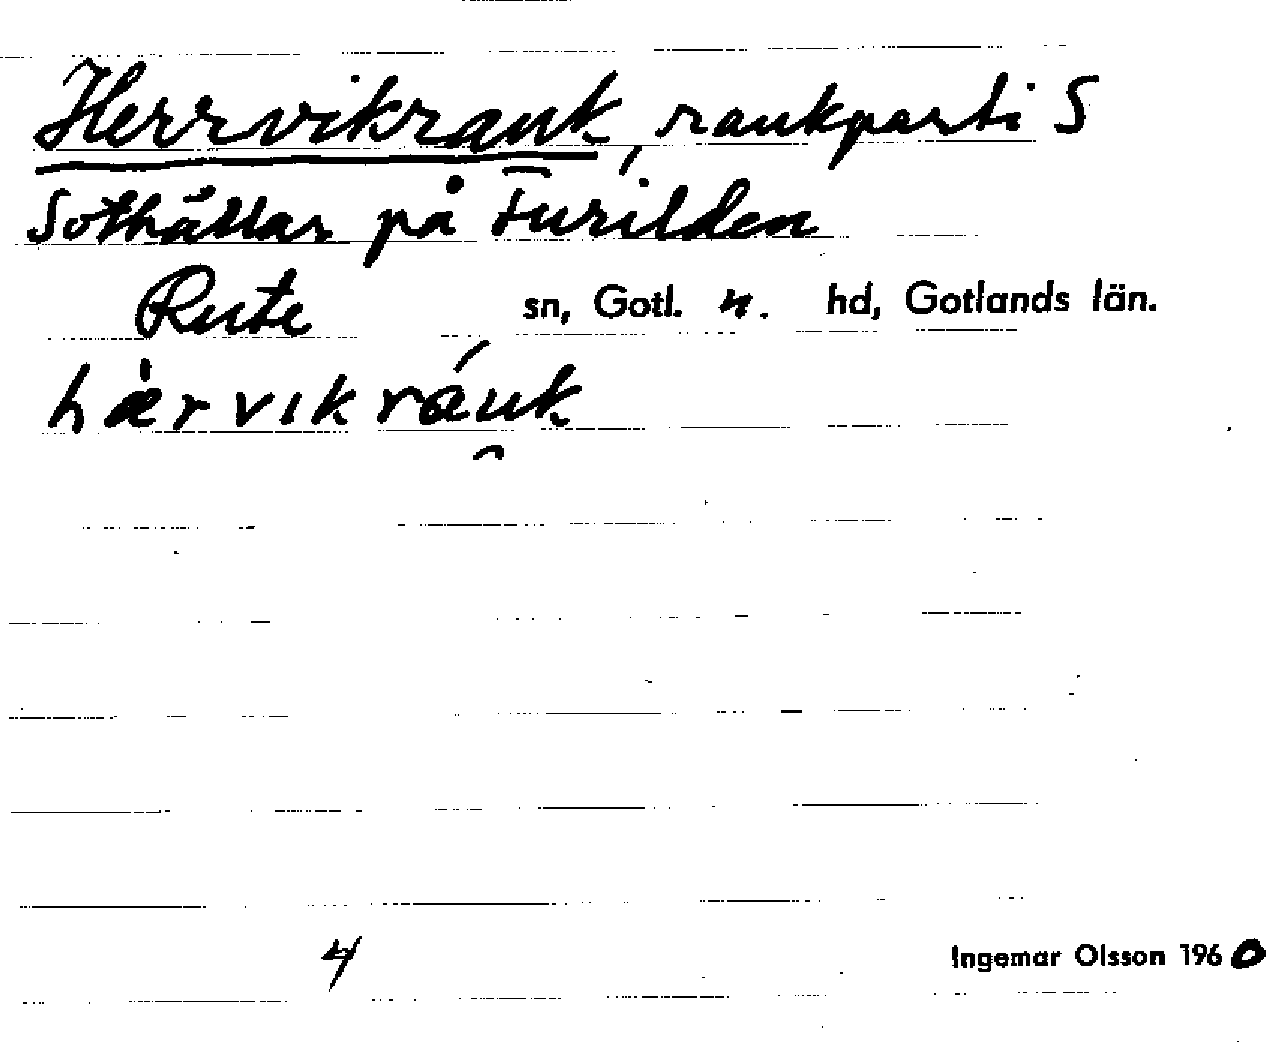 Herrvikrauk, raukparti S
Sothällar på Furilden
Rute sn, Gotl. n. hd, Gotlands län.
hærvikráuk
4 Ingemar Olsson 1960